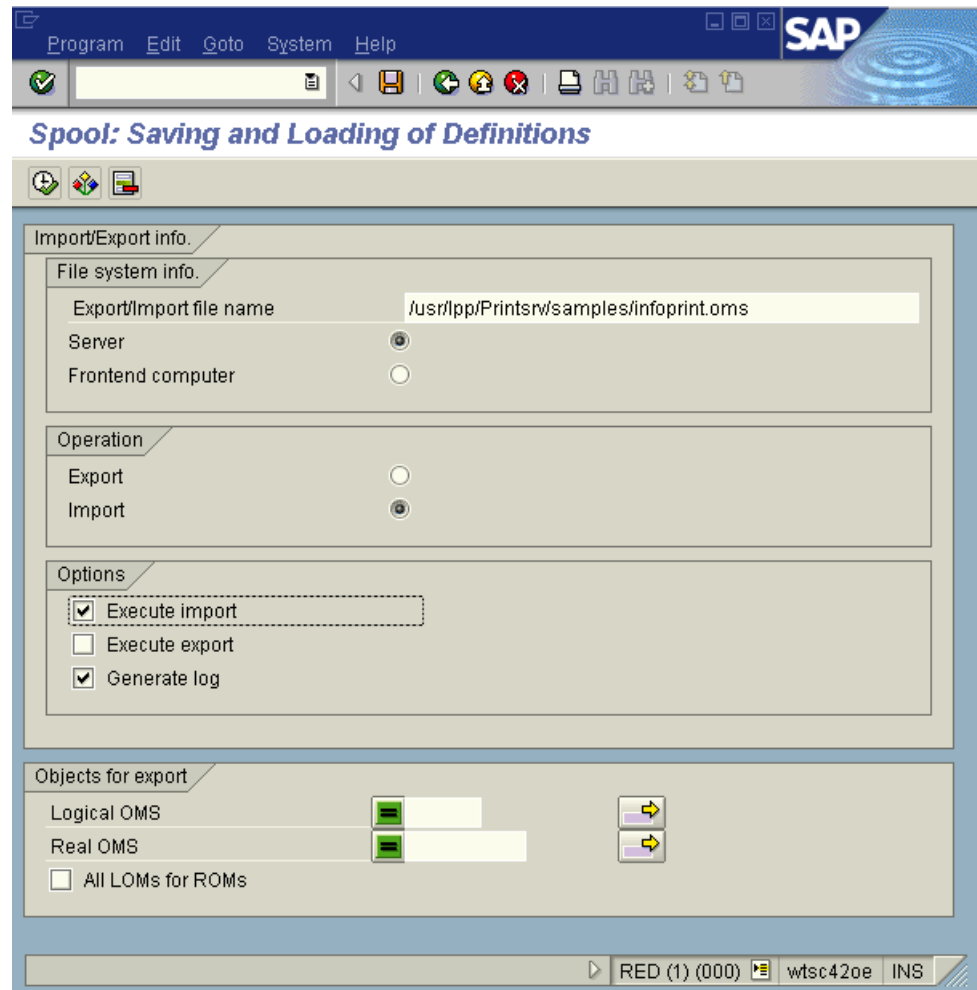 Program Edit Goto System Help
SAP
Spool: Saving and Loading of Definitions
Import/Export info.
File system info.
Export/Import file name /usr/lpp/Printsrv/samples/infoprint.oms
Server
Frontend computer
Operation
Export
Import
Options
Execute import
Execute export
Generate log
Objects for export
Logical OMS
Real OMS
All LOMs for ROMs
RED (1) (000) wtsc42oe INS